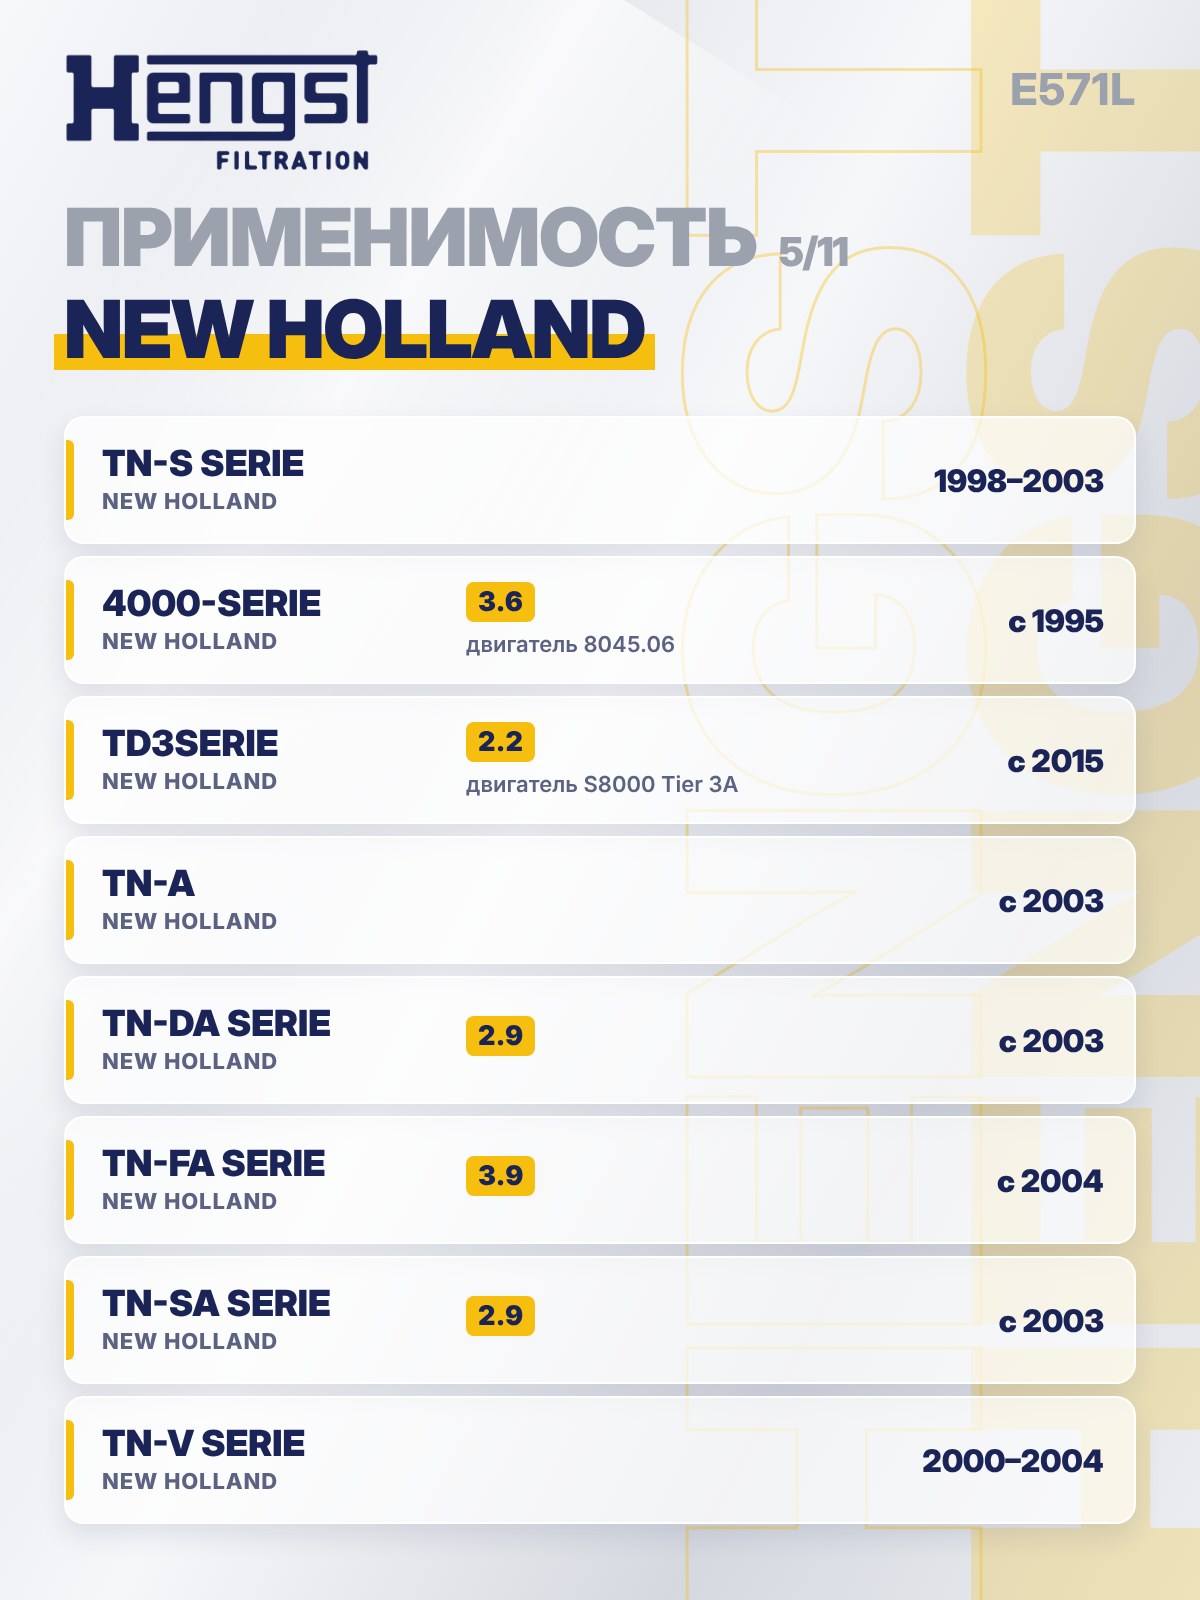 Hengst
FILTRATION
E571L
ПРИМЕНИМОСТЬ 5/11
NEW HOLLAND
TN-S SERIE
NEW HOLLAND
1998–2003
4000-SERIE
NEW HOLLAND
3.6
двигатель 8045.06
с 1995
TD3SERIE
NEW HOLLAND
2.2
двигатель S8000 Tier 3A
с 2015
TN-A
NEW HOLLAND
с 2003
TN-DA SERIE
NEW HOLLAND
2.9
с 2003
TN-FA SERIE
NEW HOLLAND
3.9
с 2004
TN-SA SERIE
NEW HOLLAND
2.9
с 2003
TN-V SERIE
NEW HOLLAND
2000–2004
HENGST
HENGST